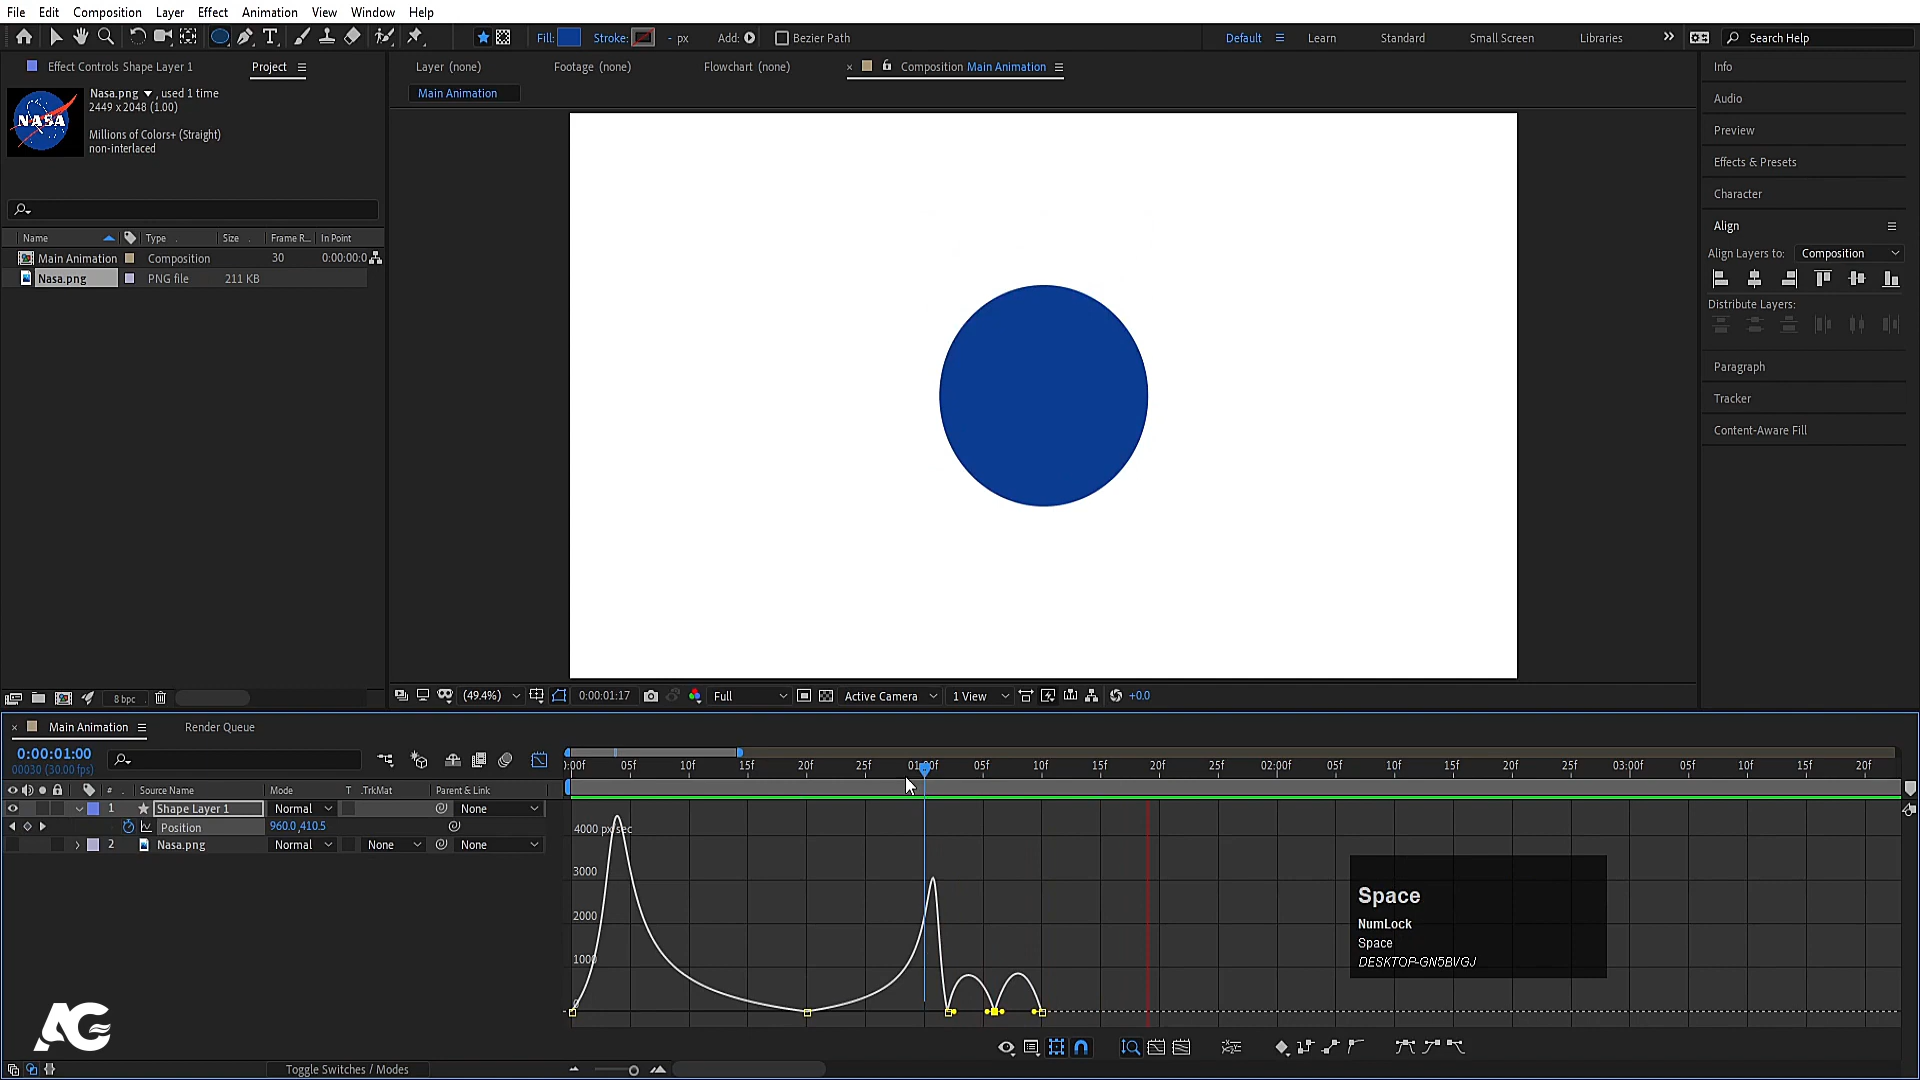 File Edit Composition Layer Effect Animation View Window Help
Fill: Stroke: - px Add: Bezier Path Default Learn Standard Small Screen Libraries Search Help
Effect Controls Shape Layer 1 Project
Layer (none) Footage (none) Flowchart (none) × Composition Main Animation
Main Animation
Nasa.png , used 1 time
2449 x 2048 (1.00)
Millions of Colors+ (Straight)
non-interlaced
NASA
Name Type Size Frame R... In Point
Main Animation Composition 30 0:00:00:0
Nasa.png PNG file 211 KB
Info
Audio
Preview
Effects & Presets
Character
Align
Align Layers to: Composition
Distribute Layers:
Paragraph
Tracker
Content-Aware Fill
8 bpc
(49.4%) 0:00:01:17 Full Active Camera 1 View +0.0
× Main Animation Render Queue
0:00:01:00
00030 (30.00 fps)
:00f 05f 10f 15f 20f 25f 01:00f 05f 10f 15f 20f 25f 02:00f 05f 10f 15f 20f 25f 03:00f 05f 10f 15f 20f
# Source Name Mode T .TrkMat Parent & Link
1 Shape Layer 1 Normal None
Position 960.0,410.5
2 Nasa.png Normal None None
4000 px/sec
3000
2000
1000
0
Space
NumLock
Space
DESKTOP-GN5BVGJ
AG
Toggle Switches / Modes